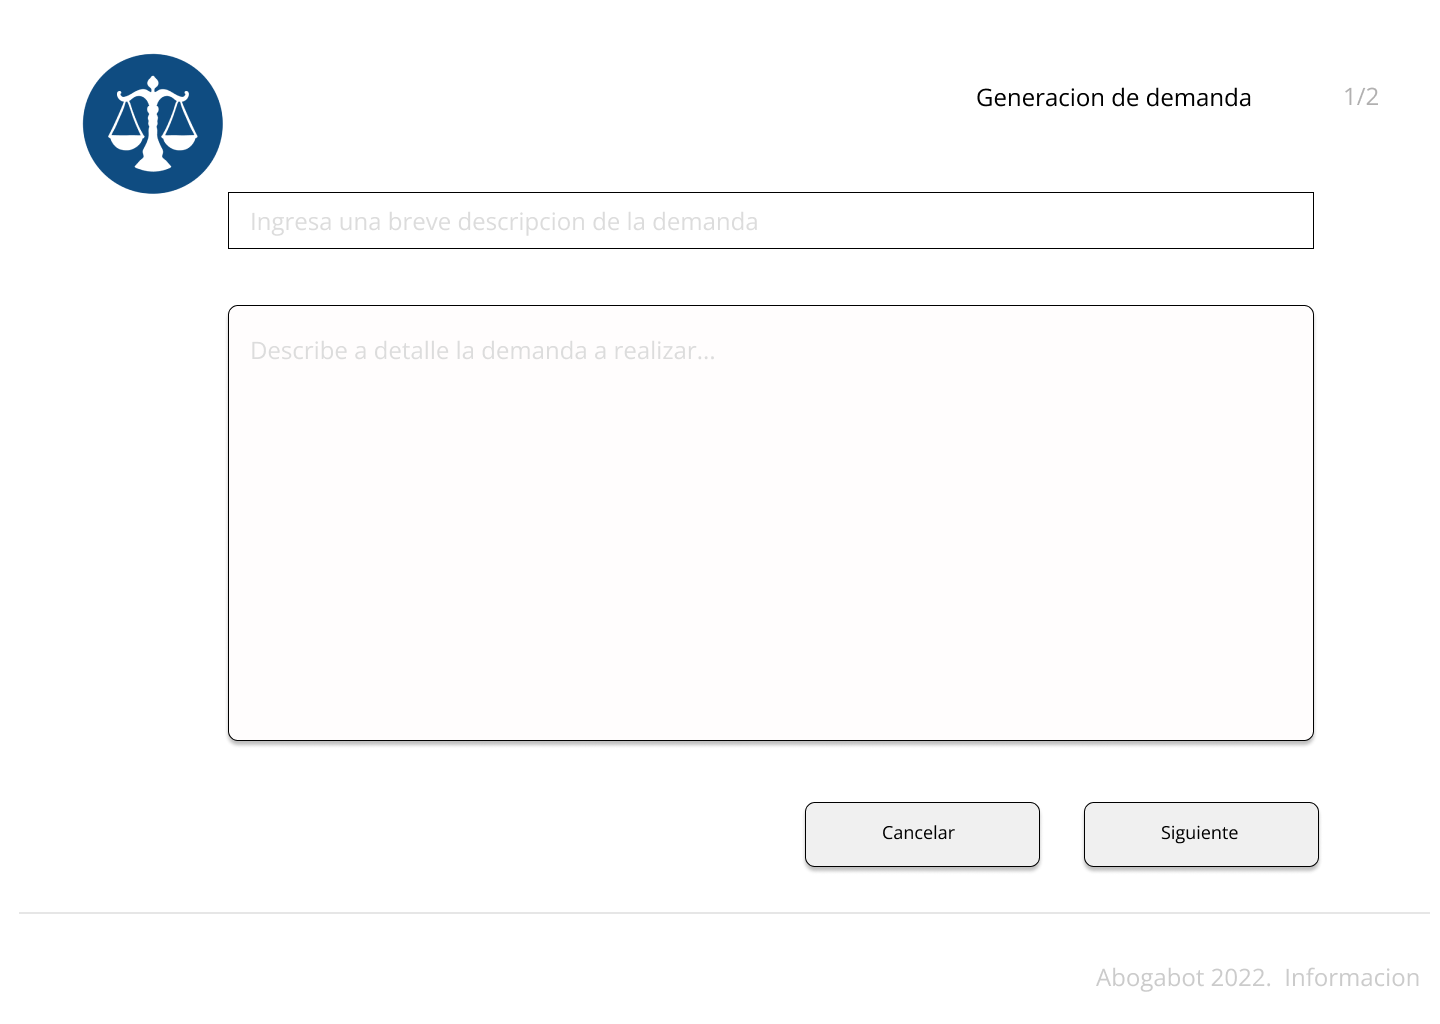 Generacion de demanda 1/2
Ingresa una breve descripcion de la demanda
Describe a detalle la demanda a realizar...
Cancelar Siguiente
Abogabot 2022. Informacion